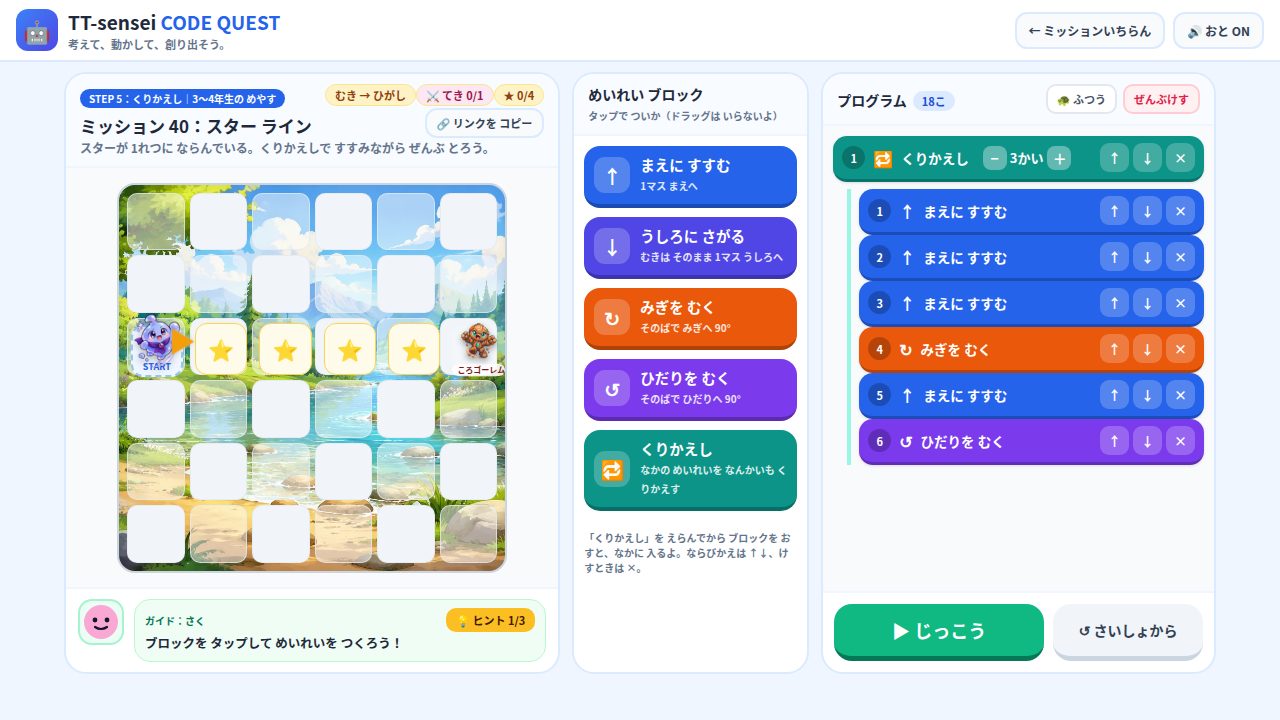 TT-sensei CODE QUEST
考えて、動かして、創り出そう。
← ミッションいちらん
🔊 おと ON
STEP 5:くりかえし｜3〜4年生の めやす
むき → ひがし
⚔️ てき 0/1
★ 0/4
ミッション 40:スター ライン
🔗 リンクを コピー
スターが 1れつに ならんでいる。くりかえしで すすみながら ぜんぶ とろう。
START
ころゴーレム
ガイド:さく
💡 ヒント 1/3
ブロックを タップして めいれいを つくろう!
めいれい ブロック
タップで ついか(ドラッグは いらないよ)
↑ まえに すすむ
1マス まえへ
↓ うしろに さがる
むきは そのまま 1マス うしろへ
↻ みぎを むく
そのばで みぎへ 90°
↺ ひだりを むく
そのばで ひだりへ 90°
🔁 くりかえし
なかの めいれいを なんかいも く
りかえす
「くりかえし」を えらんでから ブロックを お
すと、なかに 入るよ。ならびかえは ↑↓、け
すときは ×。
プログラム 18こ
🐢 ふつう
ぜんぶけす
1 🔁 くりかえし − 3かい + ↑ ↓ ×
1 ↑ まえに すすむ ↑ ↓ ×
2 ↑ まえに すすむ ↑ ↓ ×
3 ↑ まえに すすむ ↑ ↓ ×
4 ↻ みぎを むく ↑ ↓ ×
5 ↑ まえに すすむ ↑ ↓ ×
6 ↺ ひだりを むく ↑ ↓ ×
▶ じっこう
↺ さいしょから